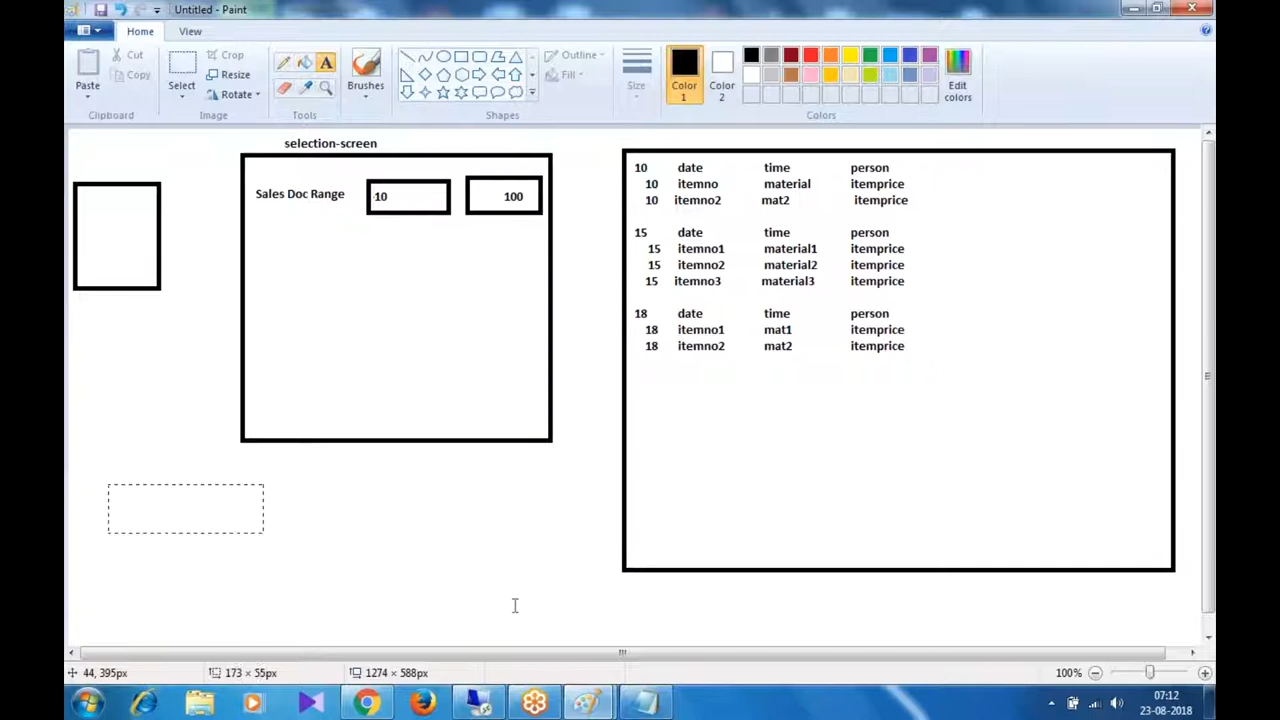 Untitled - Paint
Home
View
Paste
Cut
Copy
Clipboard
Select
Crop
Resize
Rotate
Image
Tools
Brushes
Shapes
Outline
Fill
Size
Color 1
Color 2
Edit colors
Colors
selection-screen
Sales Doc Range 10 100
10 date time person
10 itemno material itemprice
10 itemno2 mat2 itemprice
15 date time person
15 itemno1 material1 itemprice
15 itemno2 material2 itemprice
15 itemno3 material3 itemprice
18 date time person
18 itemno1 mat1 itemprice
18 itemno2 mat2 itemprice
44, 395px
173 × 55px
1274 × 588px
100%
07:12
23-08-2018